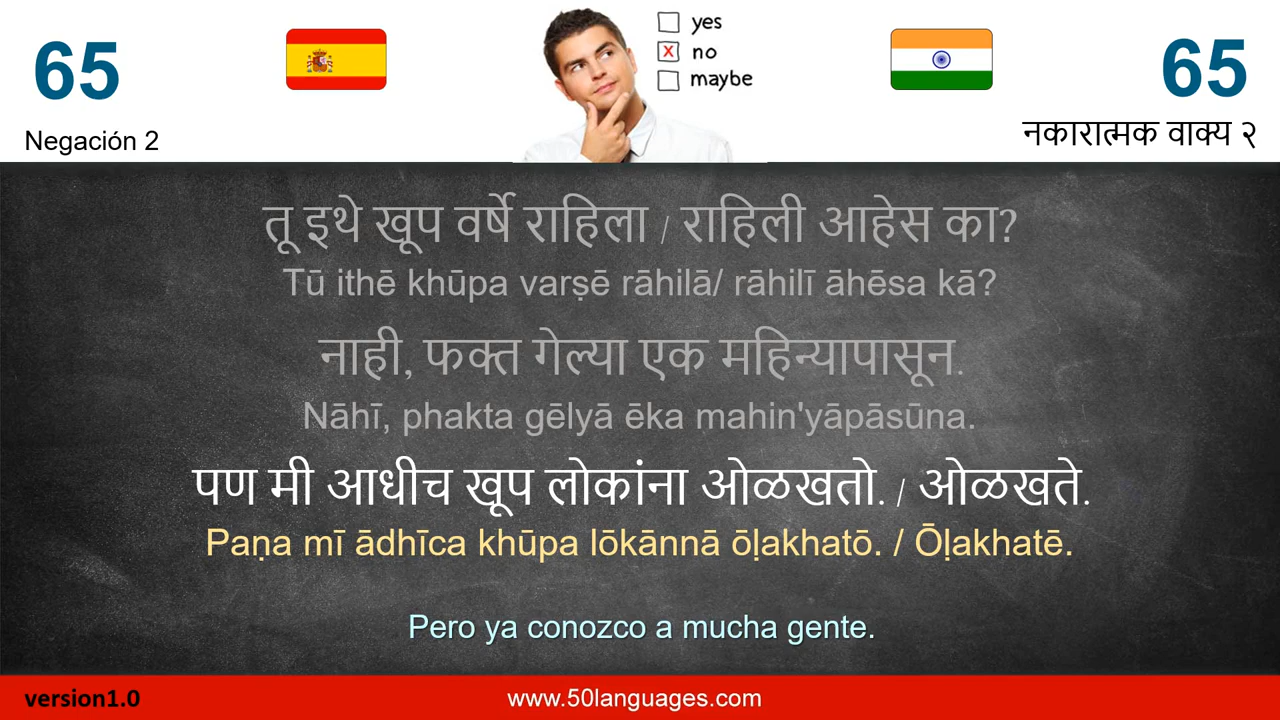 65
yes
no
maybe
65
Negación 2
नकारात्मक वाक्य २
तू इथे खूप वर्षे राहिला / राहिली आहेस का?
Tū ithē khūpa varṣē rāhilā/ rāhilī āhēsa kā?
नाही, फक्त गेल्या एक महिन्यापासून.
Nāhī, phakta gēlyā ēka mahin'yāpāsūna.
पण मी आधीच खूप लोकांना ओळखतो. / ओळखते.
Paṇa mī ādhīca khūpa lōkānnā ōḷakhatō. / Ōḷakhatē.
Pero ya conozco a mucha gente.
version1.0
www.50languages.com